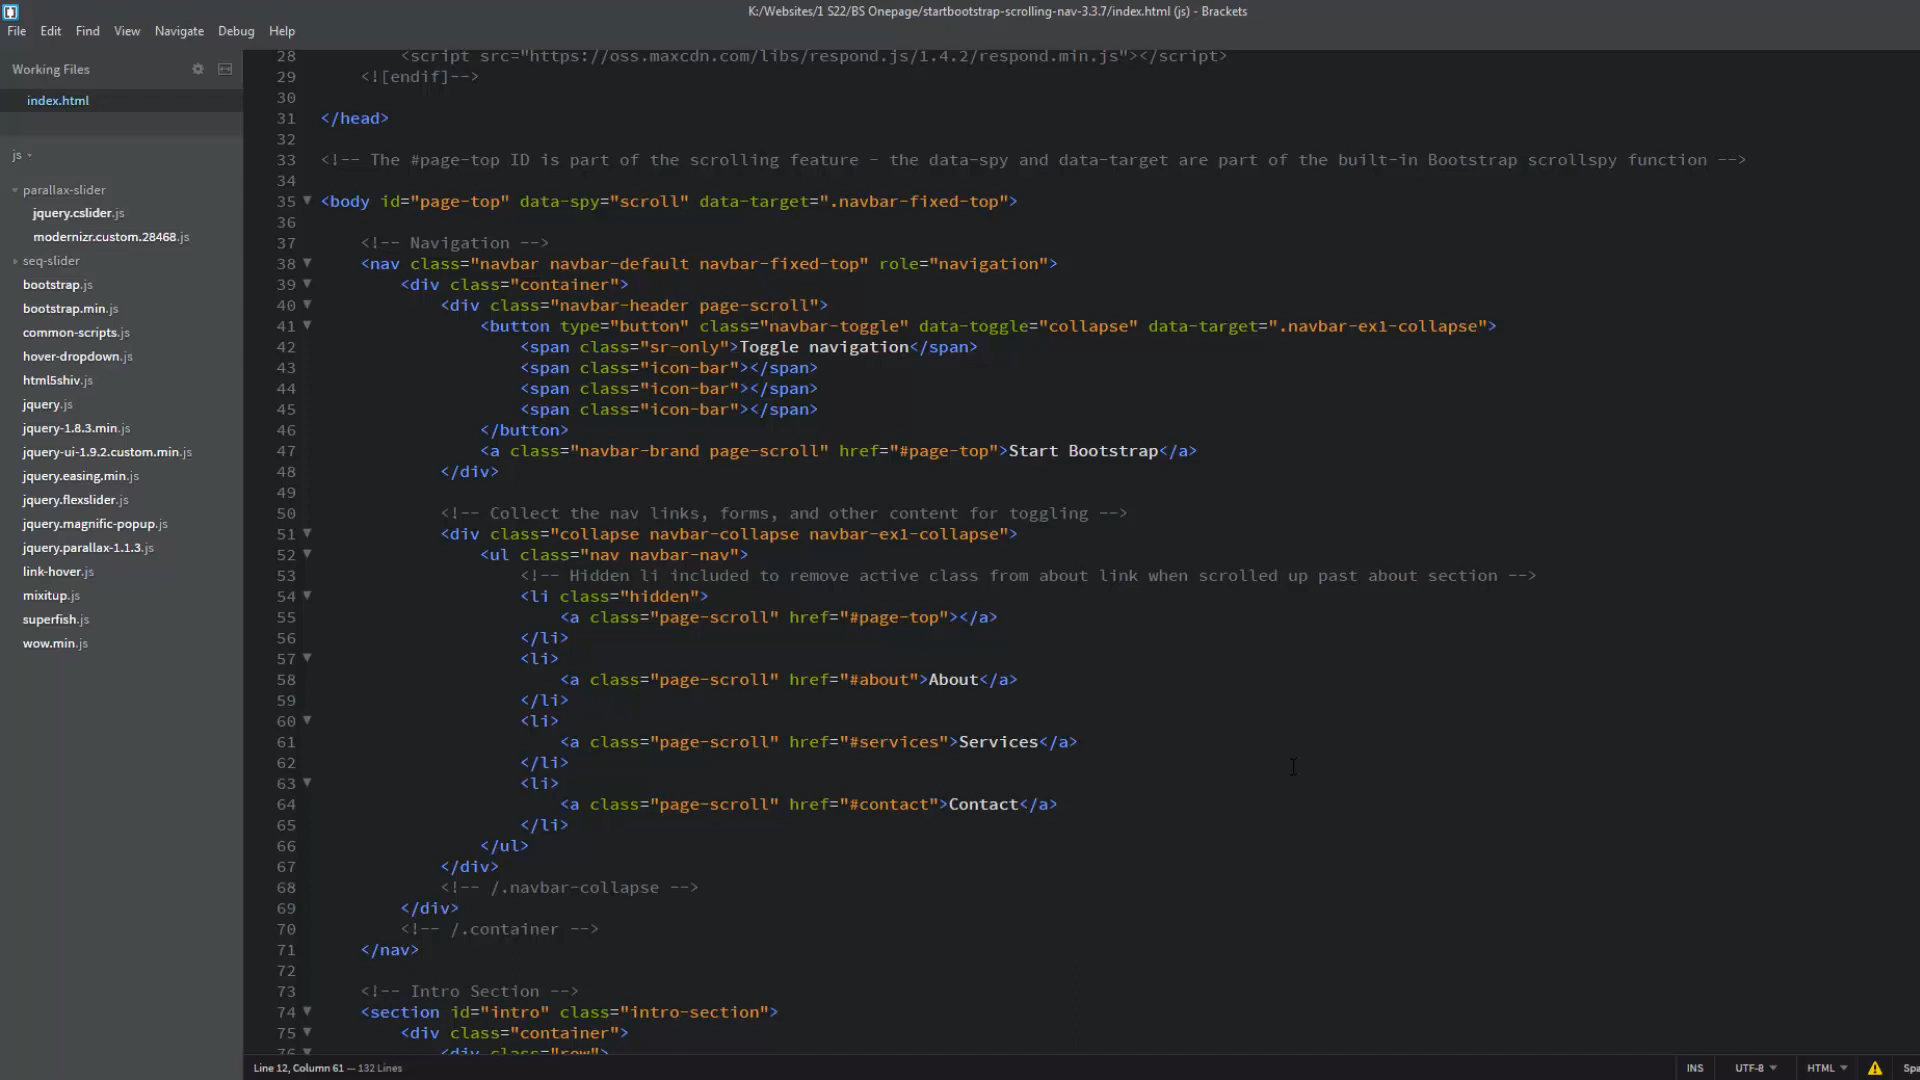 K:/Websites/1 S22/BS Onepage/startbootstrap-scrolling-nav-3.3.7/index.html (js) - Brackets
File Edit Find View Navigate Debug Help
Working Files
index.html
js
parallax-slider
jquery.cslider.js
modernizr.custom.28468.js
seq-slider
bootstrap.js
bootstrap.min.js
common-scripts.js
hover-dropdown.js
html5shiv.js
jquery.js
jquery-1.8.3.min.js
jquery-ui-1.9.2.custom.min.js
jquery.easing.min.js
jquery.flexslider.js
jquery.magnific-popup.js
jquery.parallax-1.1.3.js
link-hover.js
mixitup.js
superfish.js
wow.min.js
28 <script src="https://oss.maxcdn.com/libs/respond.js/1.4.2/respond.min.js"></script>
29 <![endif]-->
30
31 </head>
32
33 <!-- The #page-top ID is part of the scrolling feature - the data-spy and data-target are part of the built-in Bootstrap scrollspy function -->
34
35 <body id="page-top" data-spy="scroll" data-target=".navbar-fixed-top">
36
37 <!-- Navigation -->
38 <nav class="navbar navbar-default navbar-fixed-top" role="navigation">
39 <div class="container">
40 <div class="navbar-header page-scroll">
41 <button type="button" class="navbar-toggle" data-toggle="collapse" data-target=".navbar-ex1-collapse">
42 <span class="sr-only">Toggle navigation</span>
43 <span class="icon-bar"></span>
44 <span class="icon-bar"></span>
45 <span class="icon-bar"></span>
46 </button>
47 <a class="navbar-brand page-scroll" href="#page-top">Start Bootstrap</a>
48 </div>
49
50 <!-- Collect the nav links, forms, and other content for toggling -->
51 <div class="collapse navbar-collapse navbar-ex1-collapse">
52 <ul class="nav navbar-nav">
53 <!-- Hidden li included to remove active class from about link when scrolled up past about section -->
54 <li class="hidden">
55 <a class="page-scroll" href="#page-top"></a>
56 </li>
57 <li>
58 <a class="page-scroll" href="#about">About</a>
59 </li>
60 <li>
61 <a class="page-scroll" href="#services">Services</a>
62 </li>
63 <li>
64 <a class="page-scroll" href="#contact">Contact</a>
65 </li>
66 </ul>
67 </div>
68 <!-- /.navbar-collapse -->
69 </div>
70 <!-- /.container -->
71 </nav>
72
73 <!-- Intro Section -->
74 <section id="intro" class="intro-section">
75 <div class="container">
76 <div class="row">
Line 12, Column 61 — 132 Lines
INS UTF-8 HTML Spa